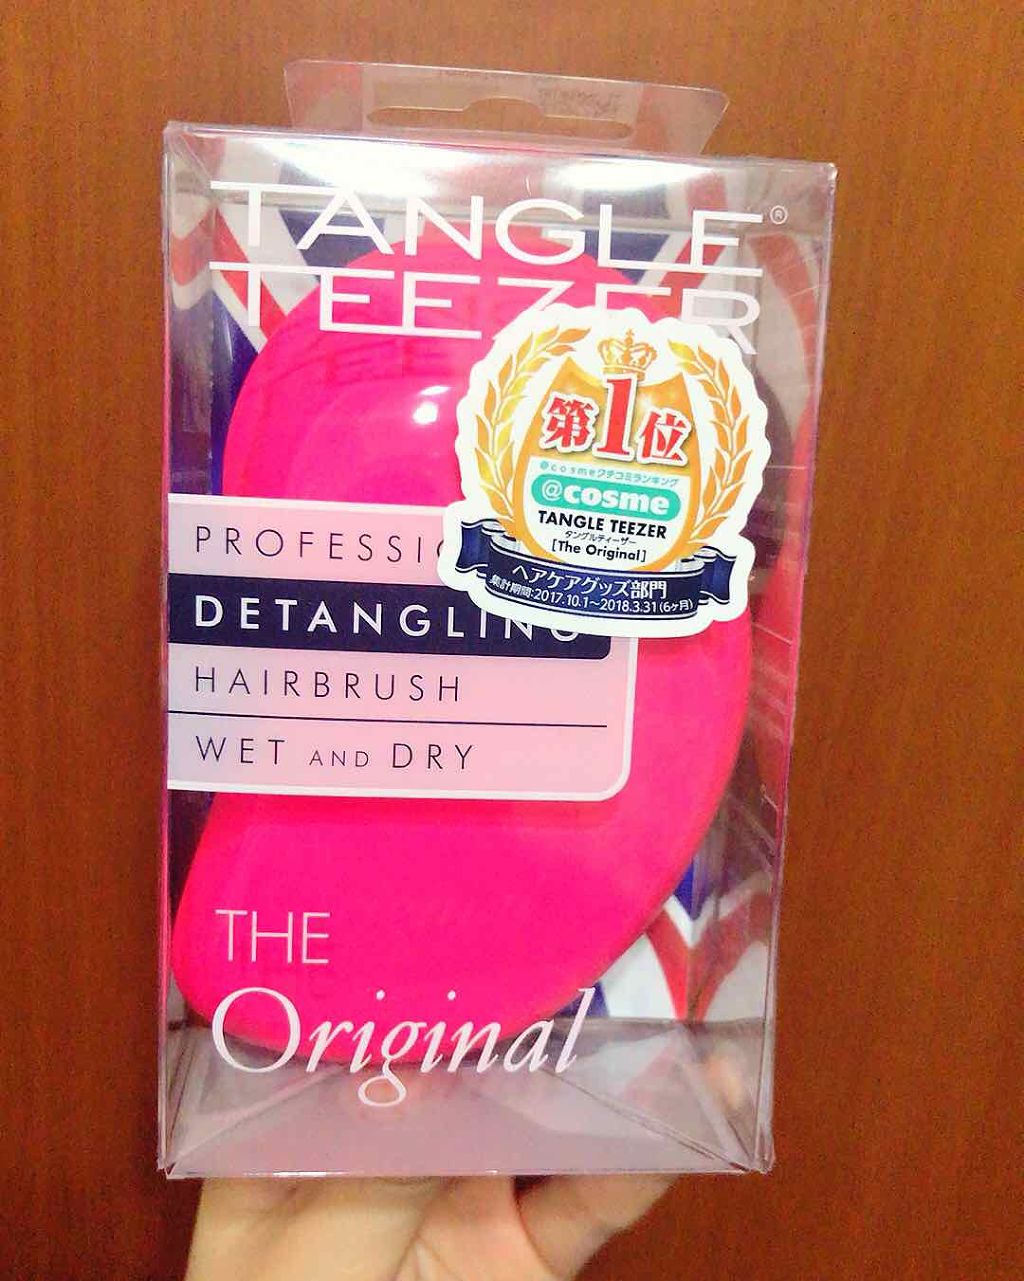 TANGLE®
TEEZER
第1位
@cosmeクチコミランキング
@cosme
TANGLE TEEZER
タングルティーザー
[The Original]
ヘアケアグッズ部門
集計期間:2017.10.1~2018.3.31(6ヶ月)
PROFESSIO
DETANGLING
HAIRBRUSH
WET AND DRY
THE
Original